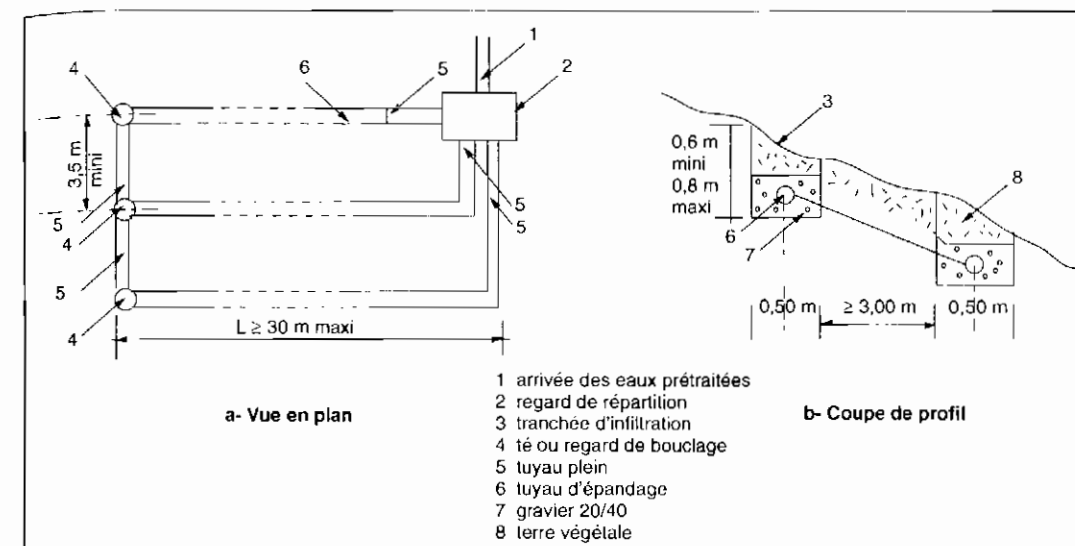 1
4
6
5
2
3,5 m
mini
5
4
5
4
5
5
L ≥ 30 m maxi
a- Vue en plan
3
0,6 m
mini
0,8 m
maxi
8
6
7
0,50 m
≥ 3,00 m
0,50 m
b- Coupe de profil
1 arrivée des eaux prétraitées
2 regard de répartition
3 tranchée d'infiltration
4 té ou regard de bouclage
5 tuyau plein
6 tuyau d'épandage
7 gravier 20/40
8 terre végétale